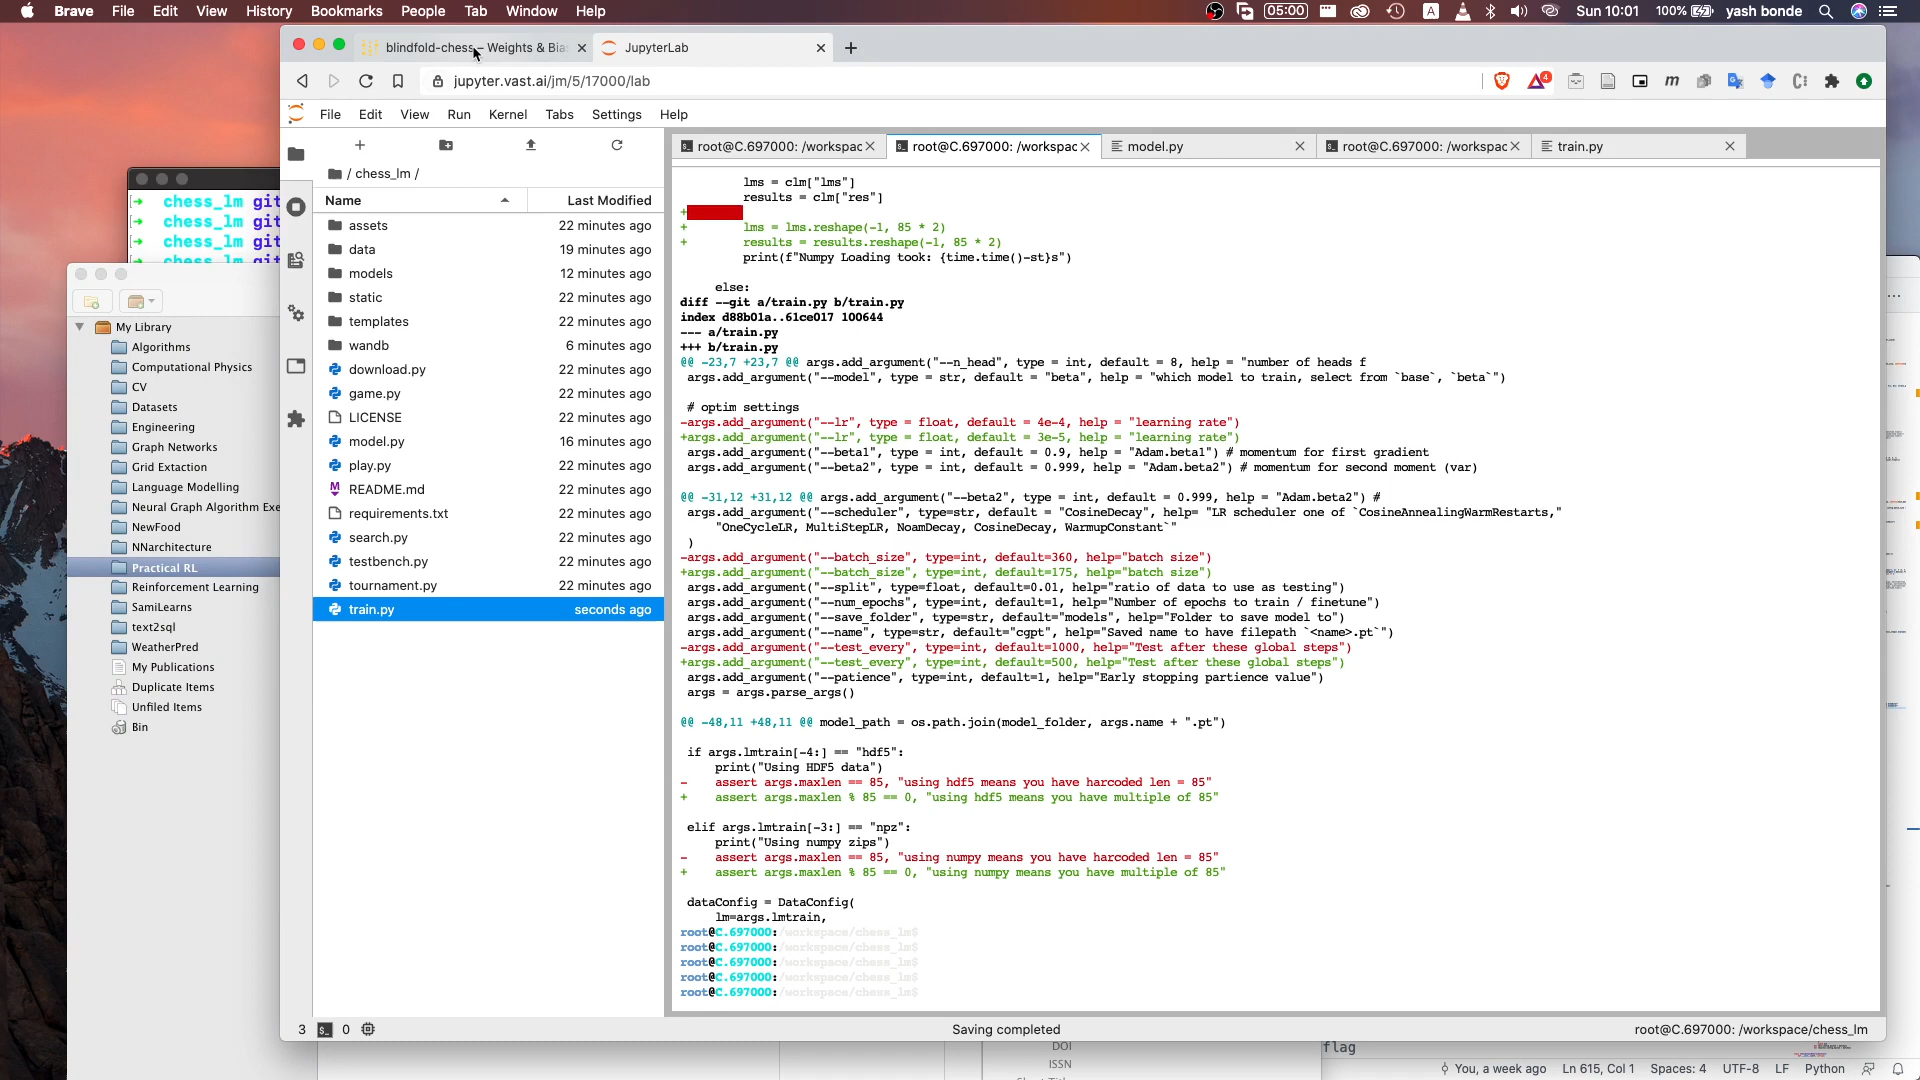 Brave File Edit View History Bookmarks People Tab Window Help 05:00 A Sun 10:01 100% yash bonde
blindfold-chess – Weights & Bia
JupyterLab
jupyter.vast.ai/jm/5/17000/lab
4
m
File Edit View Run Kernel Tabs Settings Help
root@C.697000: /workspac
root@C.697000: /workspac
model.py
root@C.697000: /workspac
train.py
/ chess_lm /
Name Last Modified
assets 22 minutes ago
data 19 minutes ago
models 12 minutes ago
static 22 minutes ago
templates 22 minutes ago
wandb 6 minutes ago
download.py 22 minutes ago
game.py 22 minutes ago
LICENSE 22 minutes ago
model.py 16 minutes ago
play.py 22 minutes ago
README.md 22 minutes ago
requirements.txt 22 minutes ago
search.py 22 minutes ago
testbench.py 22 minutes ago
tournament.py 22 minutes ago
train.py seconds ago
lms = clm["lms"]
results = clm["res"]
+
+ lms = lms.reshape(-1, 85 * 2)
+ results = results.reshape(-1, 85 * 2)
print(f"Numpy Loading took: {time.time()-st}s")
else:
diff --git a/train.py b/train.py
index d88b01a..61ce017 100644
--- a/train.py
+++ b/train.py
@@ -23,7 +23,7 @@ args.add_argument("--n_head", type = int, default = 8, help = "number of heads f
args.add_argument("--model", type = str, default = "beta", help = "which model to train, select from `base`, `beta`")
# optim settings
-args.add_argument("--lr", type = float, default = 4e-4, help = "learning rate")
+args.add_argument("--lr", type = float, default = 3e-5, help = "learning rate")
args.add_argument("--beta1", type = int, default = 0.9, help = "Adam.beta1") # momentum for first gradient
args.add_argument("--beta2", type = int, default = 0.999, help = "Adam.beta2") # momentum for second moment (var)
@@ -31,12 +31,12 @@ args.add_argument("--beta2", type = int, default = 0.999, help = "Adam.beta2") #
args.add_argument("--scheduler", type=str, default = "CosineDecay", help= "LR scheduler one of `CosineAnnealingWarmRestarts,"
"OneCycleLR, MultiStepLR, NoamDecay, CosineDecay, WarmupConstant`"
)
-args.add_argument("--batch_size", type=int, default=360, help="batch size")
+args.add_argument("--batch_size", type=int, default=175, help="batch size")
args.add_argument("--split", type=float, default=0.01, help="ratio of data to use as testing")
args.add_argument("--num_epochs", type=int, default=1, help="Number of epochs to train / finetune")
args.add_argument("--save_folder", type=str, default="models", help="Folder to save model to")
args.add_argument("--name", type=str, default="cgpt", help="Saved name to have filepath `<name>.pt`")
-args.add_argument("--test_every", type=int, default=1000, help="Test after these global steps")
+args.add_argument("--test_every", type=int, default=500, help="Test after these global steps")
args.add_argument("--patience", type=int, default=1, help="Early stopping partience value")
args = args.parse_args()
@@ -48,11 +48,11 @@ model_path = os.path.join(model_folder, args.name + ".pt")
if args.lmtrain[-4:] == "hdf5":
print("Using HDF5 data")
- assert args.maxlen == 85, "using hdf5 means you have harcoded len = 85"
+ assert args.maxlen % 85 == 0, "using hdf5 means you have multiple of 85"
elif args.lmtrain[-3:] == "npz":
print("Using numpy zips")
- assert args.maxlen == 85, "using numpy means you have harcoded len = 85"
+ assert args.maxlen % 85 == 0, "using numpy means you have multiple of 85"
dataConfig = DataConfig(
lm=args.lmtrain,
root@C.697000:/workspace/chess_lm$
root@C.697000:/workspace/chess_lm$
root@C.697000:/workspace/chess_lm$
root@C.697000:/workspace/chess_lm$
root@C.697000:/workspace/chess_lm$
3 0 Saving completed root@C.697000: /workspace/chess_lm
chess_lm git
chess_lm git
chess_lm git
chess_lm git
My Library
Algorithms
Computational Physics
CV
Datasets
Engineering
Graph Networks
Grid Extaction
Language Modelling
Neural Graph Algorithm Exe
NewFood
NNarchitecture
Practical RL
Reinforcement Learning
SamiLearns
text2sql
WeatherPred
My Publications
Duplicate Items
Unfiled Items
Bin
DOI
ISSN
flag
You, a week ago Ln 615, Col 1 Spaces: 4 UTF-8 LF Python